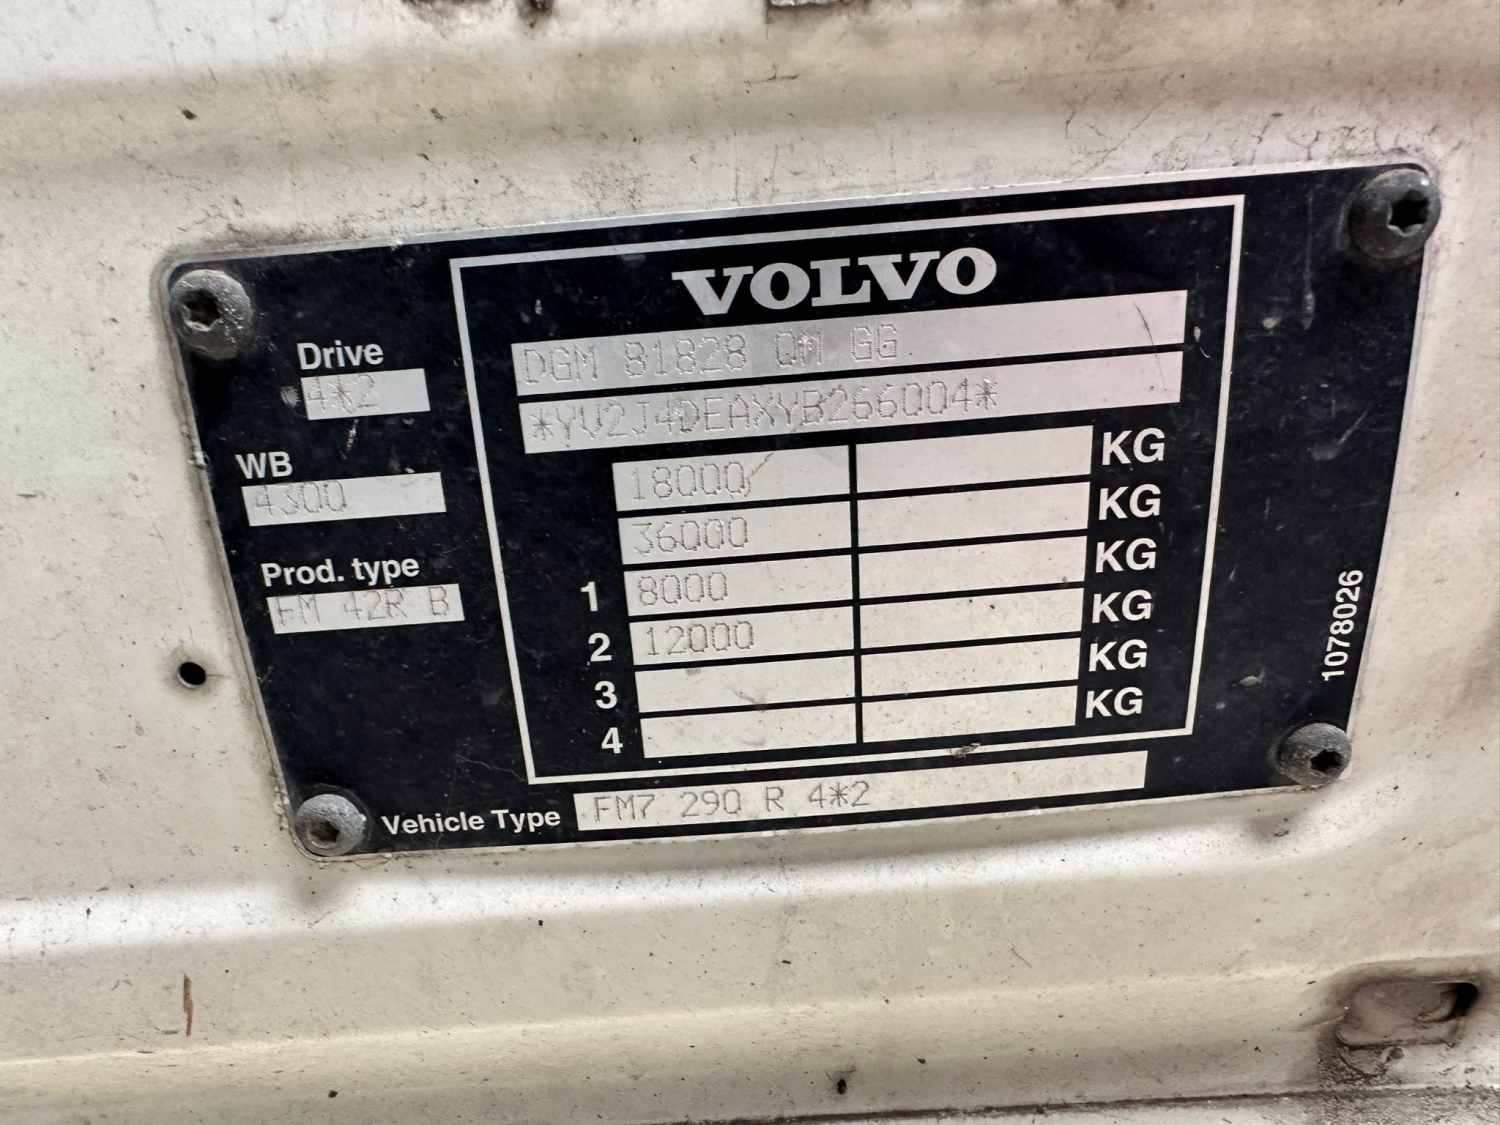 VOLVO
DGM 81828 OM GG
*YV2J4DEAXYB266004*
Drive
4*2
WB
4300
Prod. type
FM 42R B
18000 KG
36000 KG
1 8000 KG
2 12000 KG
3 KG
4 KG
Vehicle Type FM7 290 R 4*2
1078026